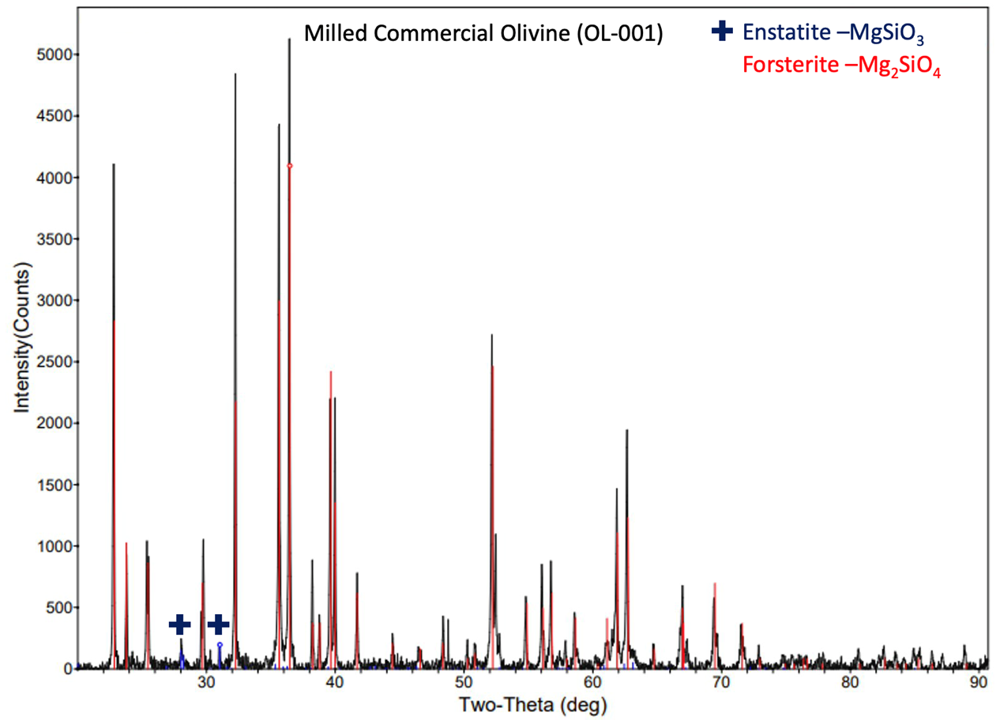 Milled Commercial Olivine (OL-001)
Enstatite –MgSiO₃
Forsterite –Mg₂SiO₄
Intensity(Counts)
5000
4500
4000
3500
3000
2500
2000
1500
1000
500
0
30 40 50 60 70 80 90
Two-Theta (deg)